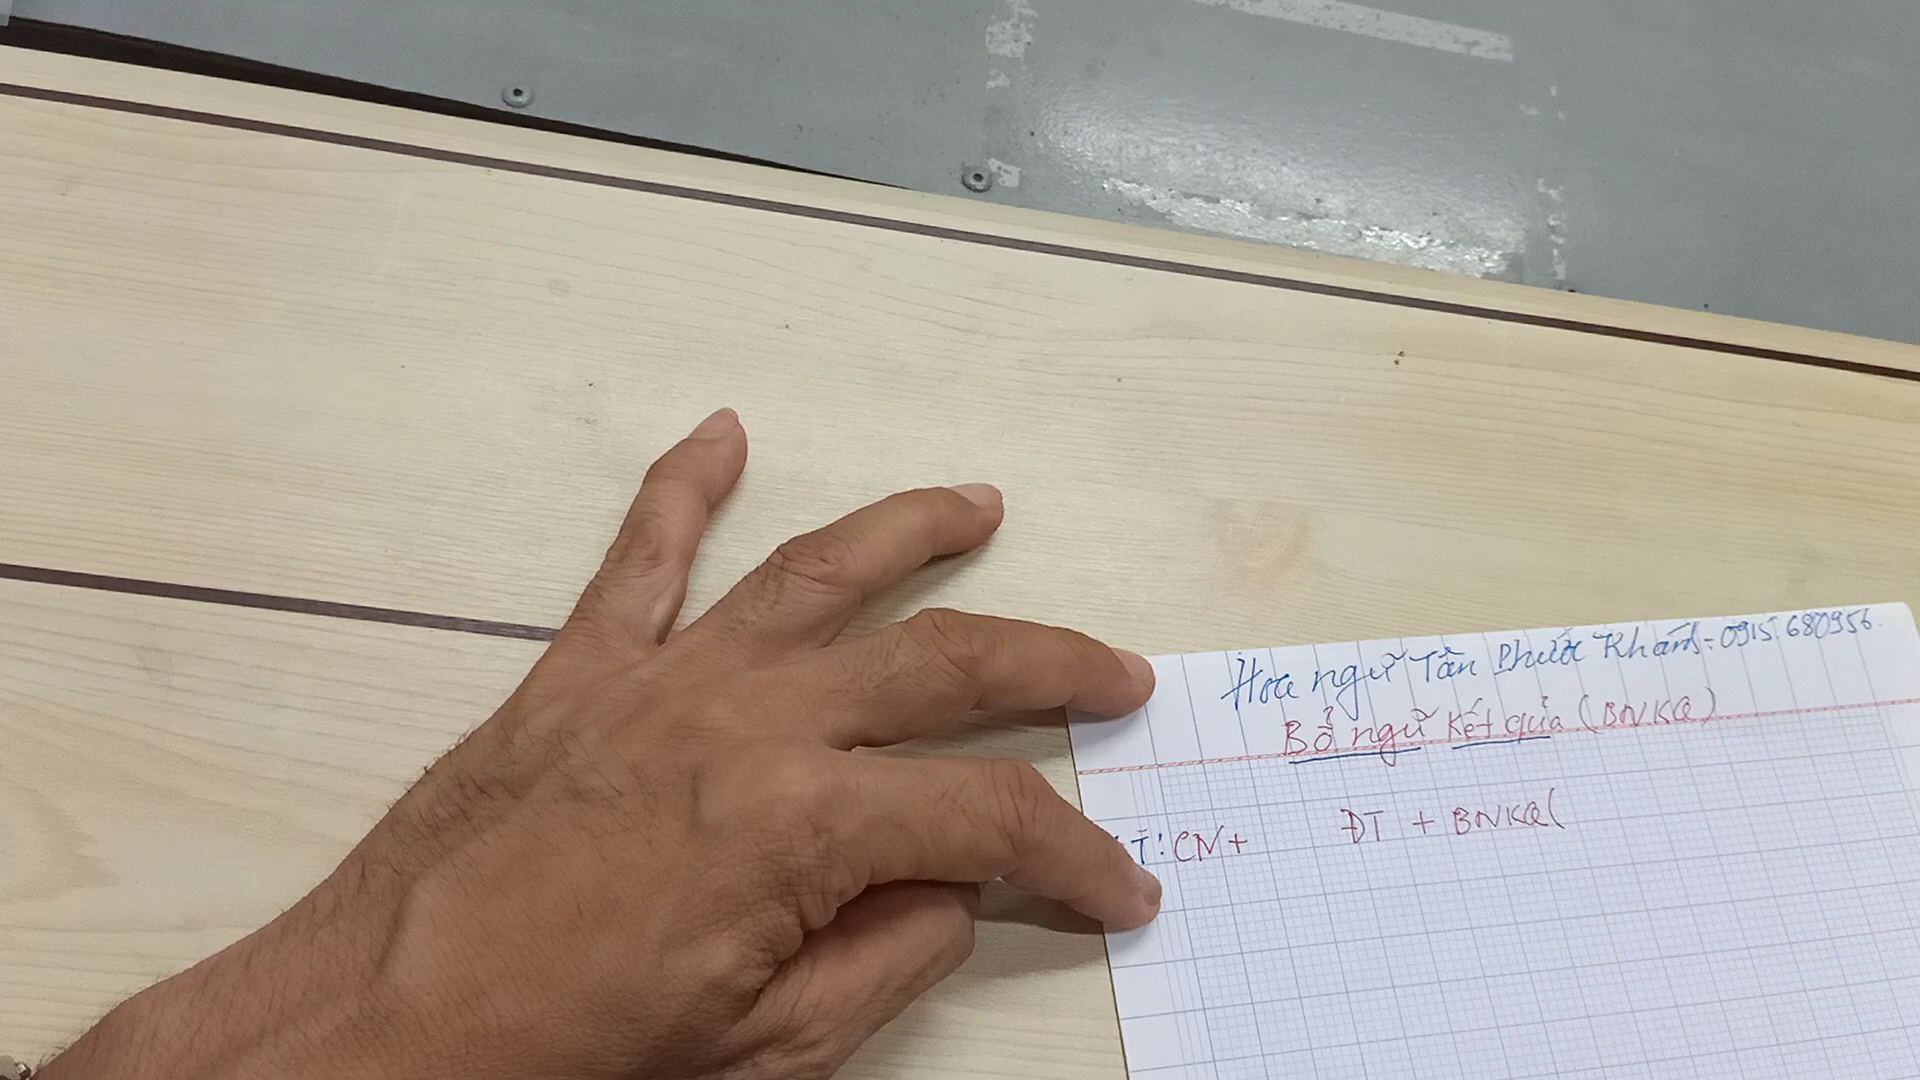 Hoa ngữ Tân Phước Khánh: 0915.680956.
Bổ ngữ kết quả (BNKQ)
T: CN + ĐT + BNKQ(